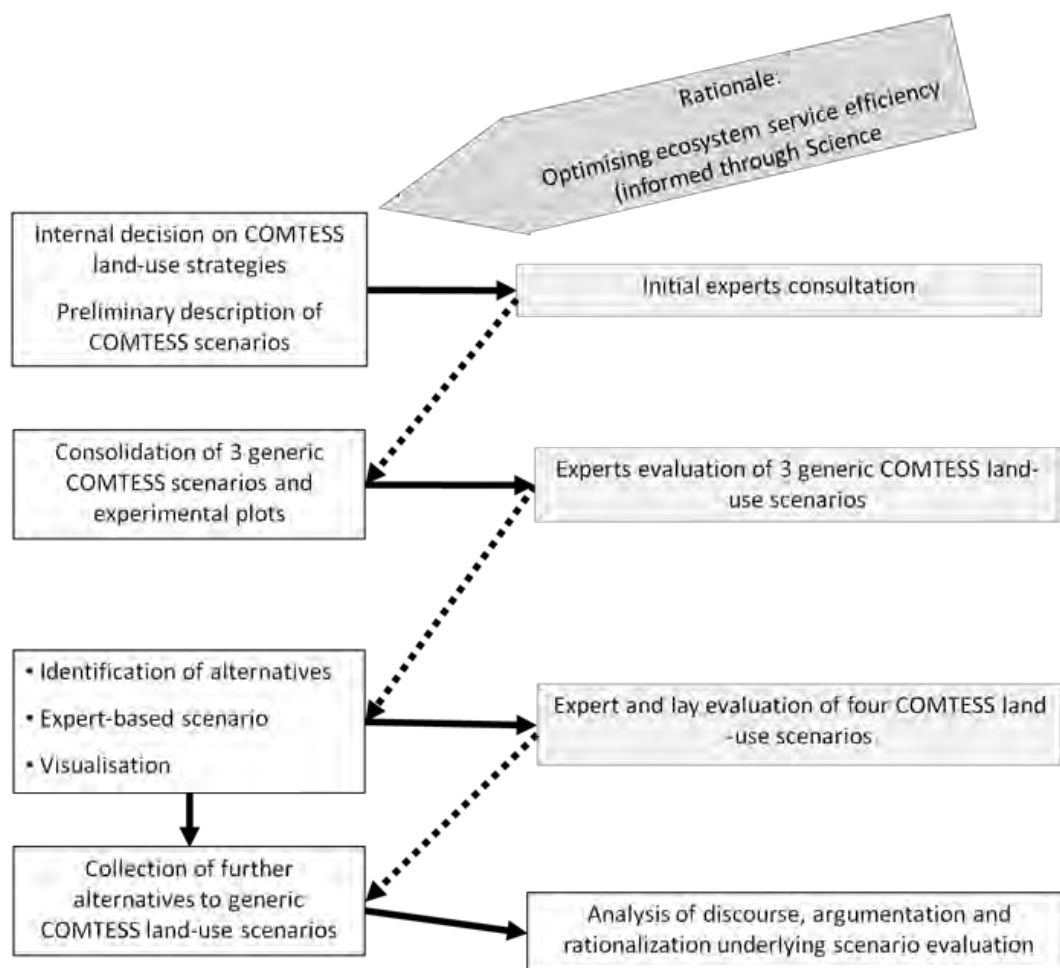 Rationale:
Optimising ecosystem service efficiency
(informed through Science
Internal decision on COMTESS
land-use strategies
Preliminary description of
COMTESS scenarios
Initial experts consultation
Consolidation of 3 generic
COMTESS scenarios and
experimental plots
Experts evaluation of 3 generic COMTESS land-
use scenarios
• Identification of alternatives
• Expert-based scenario
• Visualisation
Expert and lay evaluation of four COMTESS land
-use scenarios
Collection of further
alternatives to generic
COMTESS land-use scenarios
Analysis of discourse, argumentation and
rationalization underlying scenario evaluation